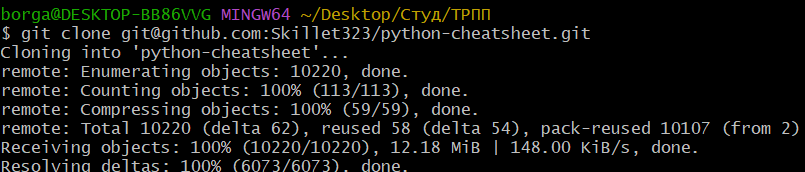 borga@DESKTOP-BB86VVG MINGW64 ~/Desktop/Студ/ТРПП
$ git clone git@github.com:Skillet323/python-cheatsheet.git
Cloning into 'python-cheatsheet'...
remote: Enumerating objects: 10220, done.
remote: Counting objects: 100% (113/113), done.
remote: Compressing objects: 100% (59/59), done.
remote: Total 10220 (delta 62), reused 58 (delta 54), pack-reused 10107 (from 2)
Receiving objects: 100% (10220/10220), 12.18 MiB | 148.00 KiB/s, done.
Resolving deltas: 100% (6073/6073), done.